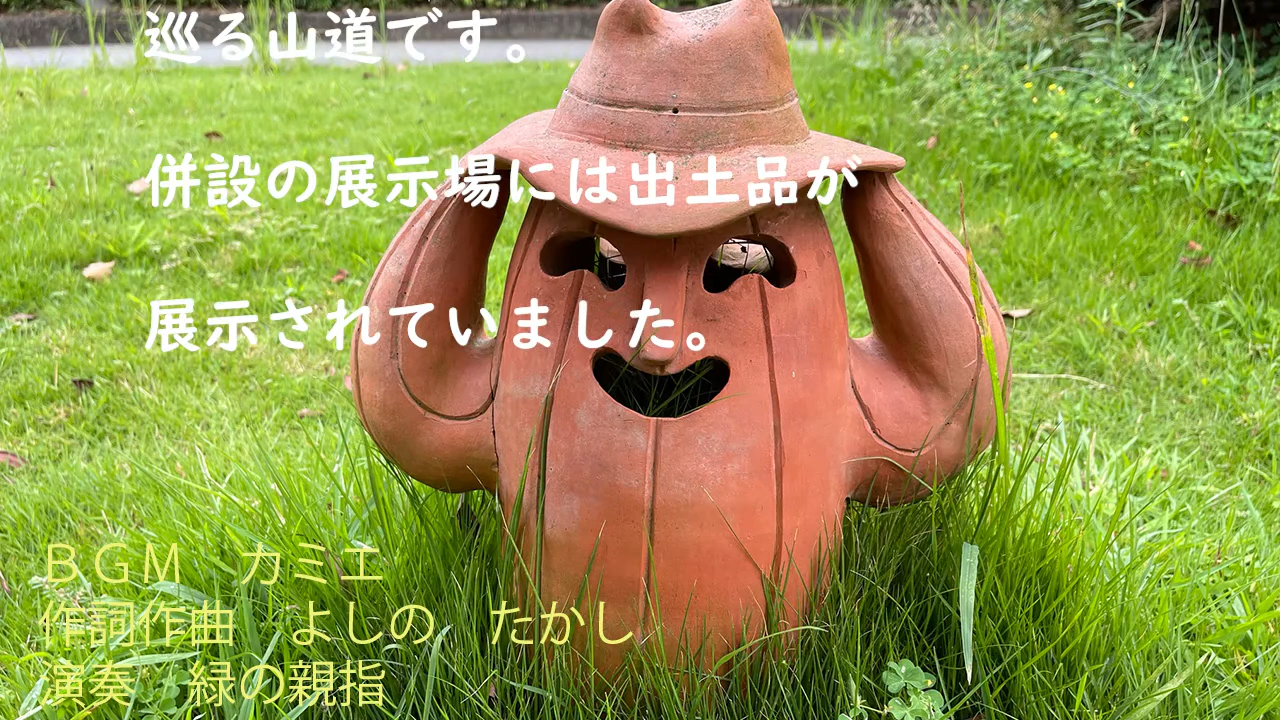 巡る山道です。
併設の展示場には出土品が
展示されていました。
ＢＧＭ　カミエ
作詞作曲　よしの　たかし
演奏　緑の親指